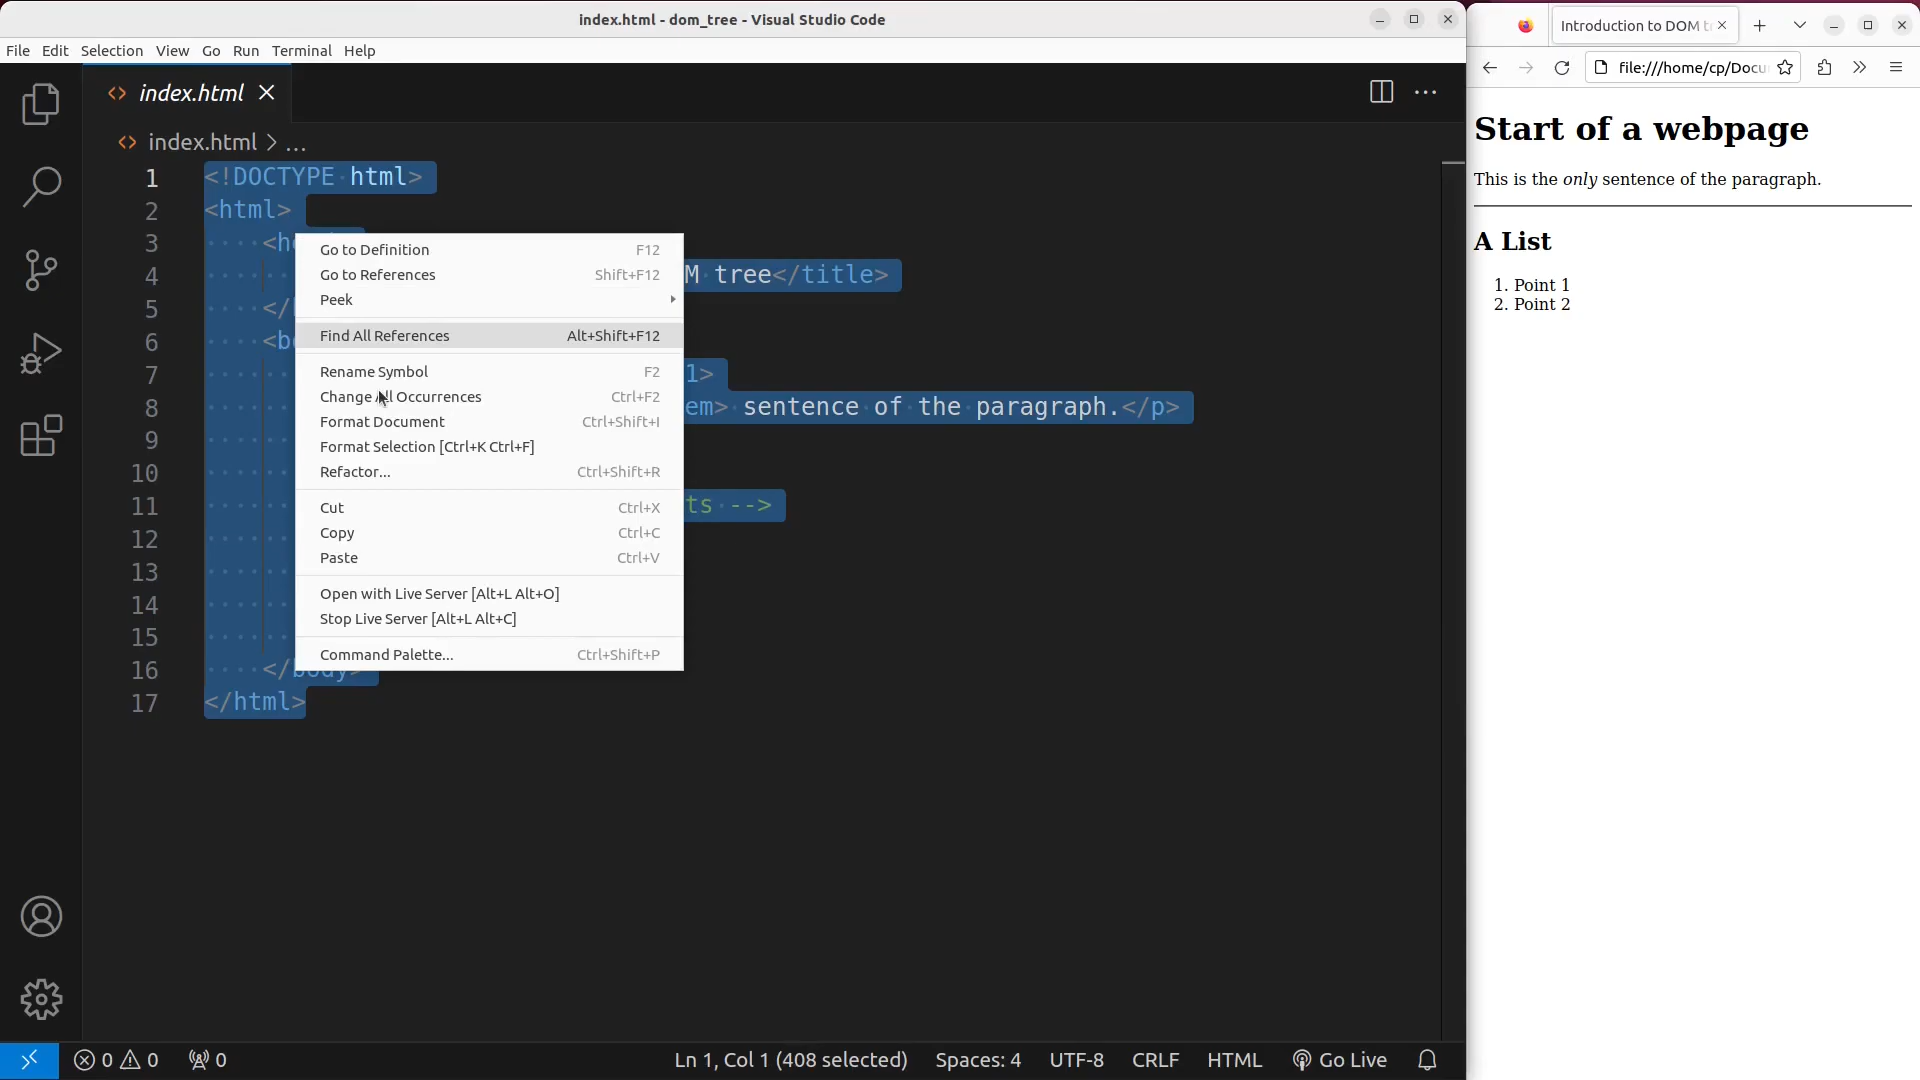 index.html - dom_tree - Visual Studio Code
File Edit Selection View Go Run Terminal Help
index.html
index.html > ...
1 <!DOCTYPE html>
2 <html>
3 <h
4 M tree</title>
5 </
6 <b
7 1>
8 em> sentence of the paragraph.</p>
9
10
11 ts -->
12
13
14
15
16 </body>
17 </html>
Go to Definition F12
Go to References Shift+F12
Peek
Find All References Alt+Shift+F12
Rename Symbol F2
Change All Occurrences Ctrl+F2
Format Document Ctrl+Shift+I
Format Selection [Ctrl+K Ctrl+F]
Refactor... Ctrl+Shift+R
Cut Ctrl+X
Copy Ctrl+C
Paste Ctrl+V
Open with Live Server [Alt+L Alt+O]
Stop Live Server [Alt+L Alt+C]
Command Palette... Ctrl+Shift+P
0 0 0 Ln 1, Col 1 (408 selected) Spaces: 4 UTF-8 CRLF HTML Go Live
Introduction to DOM t
file:///home/cp/Docu
Start of a webpage
This is the only sentence of the paragraph.
A List
1. Point 1
2. Point 2